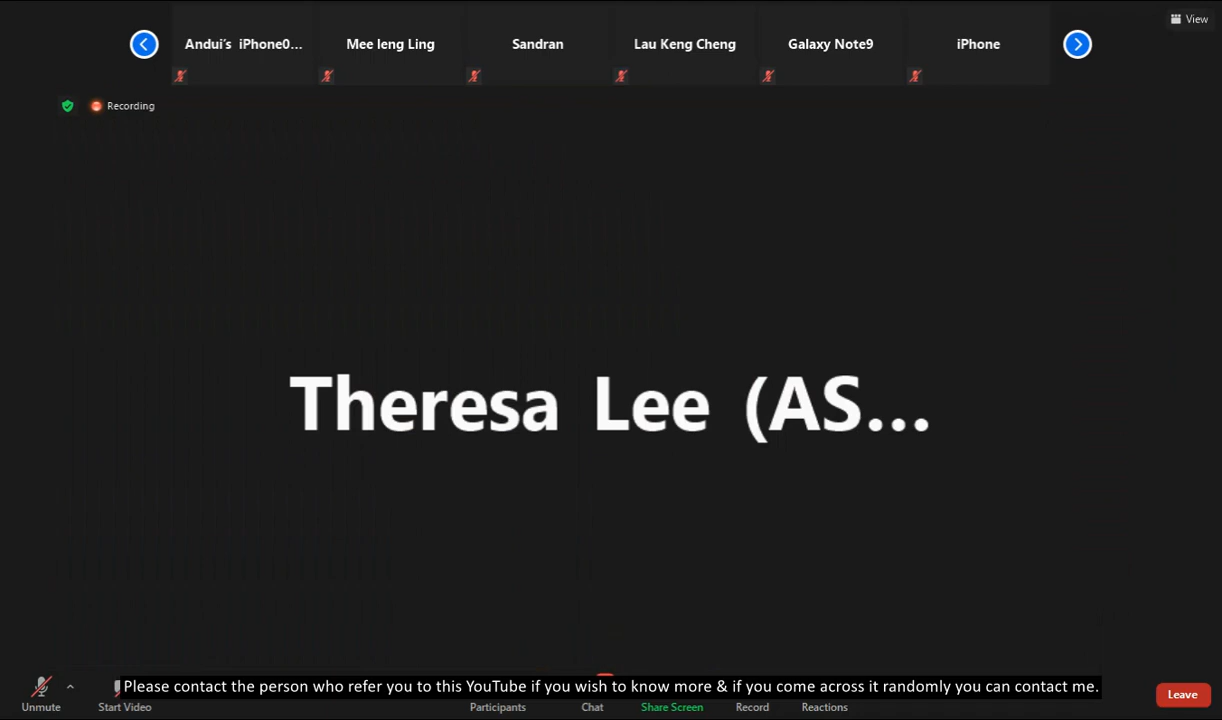 View
Andui's iPhone0...
Mee Ieng Ling
Sandran
Lau Keng Cheng
Galaxy Note9
iPhone
Recording
Theresa Lee (AS...
Please contact the person who refer you to this YouTube if you wish to know more & if you come across it randomly you can contact me.
Unmute
Start Video
Participants
Chat
Share Screen
Record
Reactions
Leave